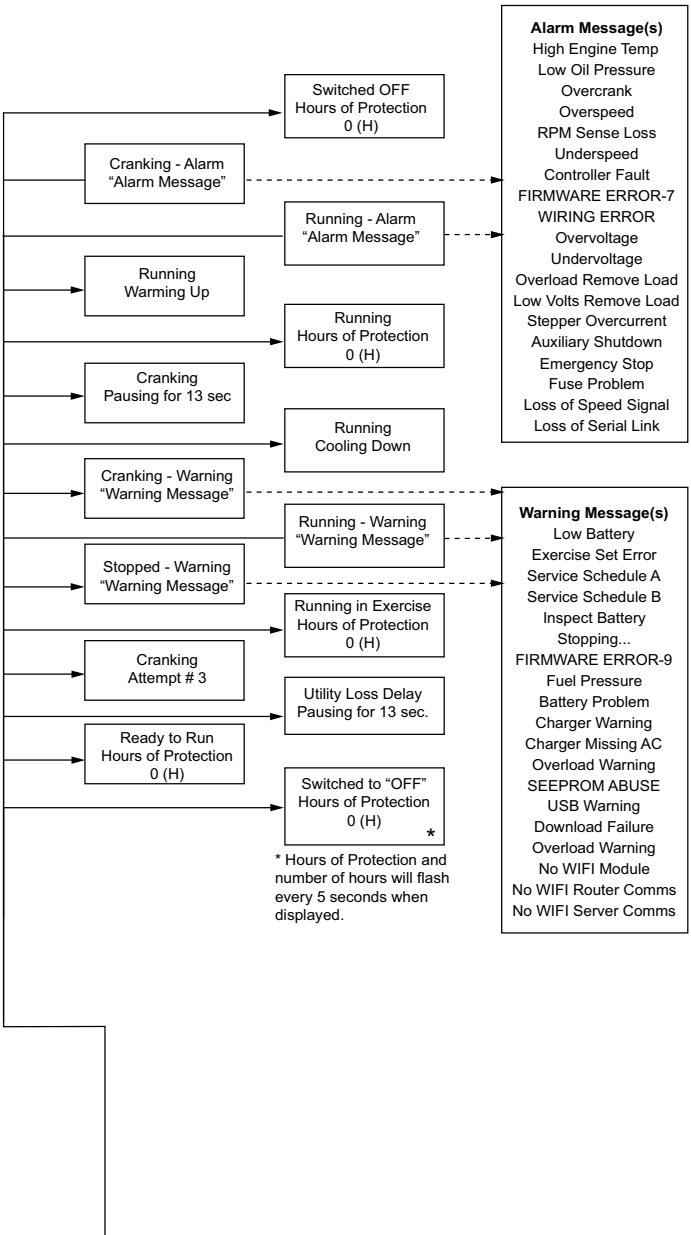 Switched OFF
Hours of Protection
0 (H)
Cranking - Alarm
“Alarm Message”
Running - Alarm
“Alarm Message”
Running
Warming Up
Running
Hours of Protection
0 (H)
Cranking
Pausing for 13 sec
Running
Cooling Down
Cranking - Warning
“Warning Message”
Running - Warning
“Warning Message”
Stopped - Warning
“Warning Message”
Running in Exercise
Hours of Protection
0 (H)
Cranking
Attempt # 3
Utility Loss Delay
Pausing for 13 sec.
Ready to Run
Hours of Protection
0 (H)
Switched to “OFF”
Hours of Protection
0 (H)
*
* Hours of Protection and
number of hours will flash
every 5 seconds when
displayed.
Alarm Message(s)
High Engine Temp
Low Oil Pressure
Overcrank
Overspeed
RPM Sense Loss
Underspeed
Controller Fault
FIRMWARE ERROR-7
WIRING ERROR
Overvoltage
Undervoltage
Overload Remove Load
Low Volts Remove Load
Stepper Overcurrent
Auxiliary Shutdown
Emergency Stop
Fuse Problem
Loss of Speed Signal
Loss of Serial Link
Warning Message(s)
Low Battery
Exercise Set Error
Service Schedule A
Service Schedule B
Inspect Battery
Stopping...
FIRMWARE ERROR-9
Fuel Pressure
Battery Problem
Charger Warning
Charger Missing AC
Overload Warning
SEEPROM ABUSE
USB Warning
Download Failure
Overload Warning
No WIFI Module
No WIFI Router Comms
No WIFI Server Comms